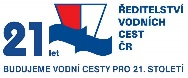 21 let
ŘEDITELSTVÍ
VODNÍCH
CEST
ČR
BUDUJEME VODNÍ CESTY PRO 21. STOLETÍ